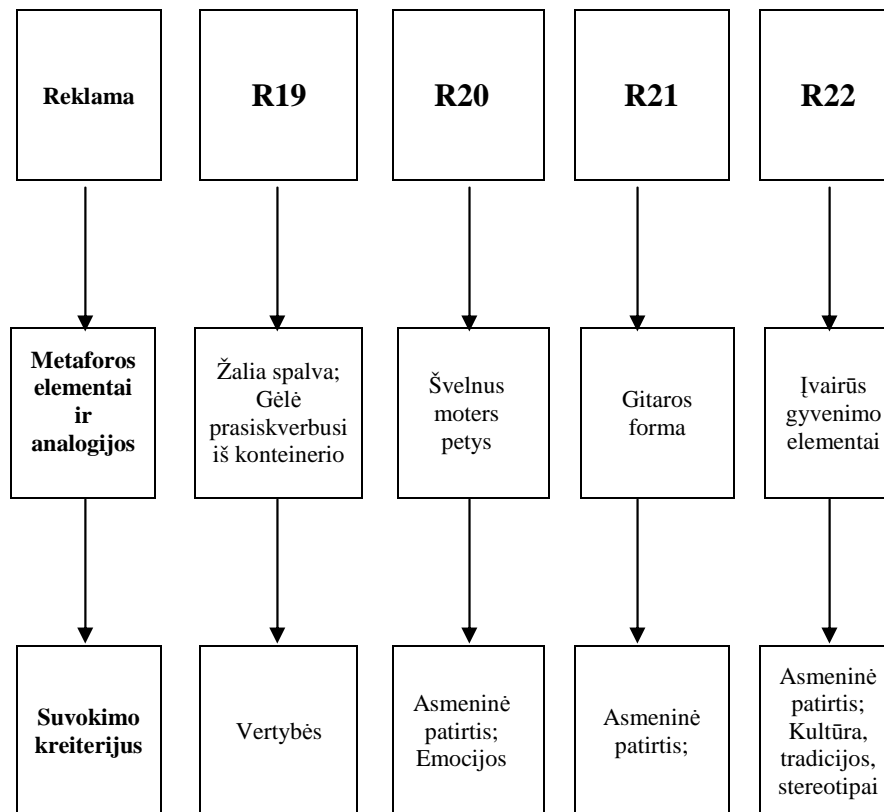 Reklama
R19
R20
R21
R22
Metaforos
elementai
ir
analogijos
Žalia spalva;
Gėlė
prasiskverbusi
iš konteinerio
Švelnus
moters
petys
Gitaros
forma
Įvairūs
gyvenimo
elementai
Suvokimo
kreiterijus
Vertybės
Asmeninė
patirtis;
Emocijos
Asmeninė
patirtis;
Asmeninė
patirtis;
Kultūra,
tradicijos,
stereotipai